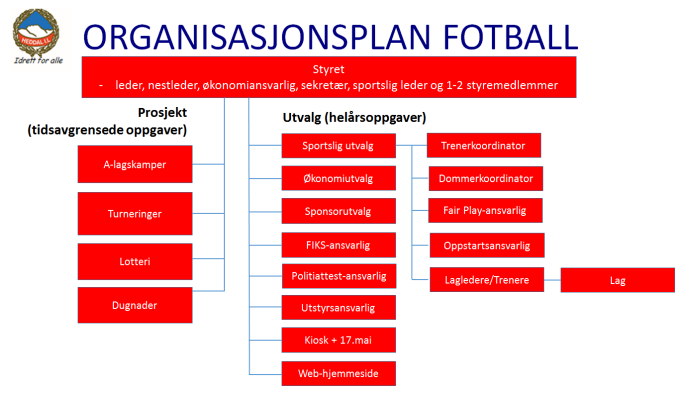 HEDDAL I.L
Idrett for alle
ORGANISASJONSPLAN FOTBALL
Styret
- leder, nestleder, økonomiansvarlig, sekretær, sportslig leder og 1-2 styremedlemmer
Prosjekt
(tidsavgrensede oppgaver)
A-lagskamper
Turneringer
Lotteri
Dugnader
Utvalg (helårsoppgaver)
Sportslig utvalg
Økonomiutvalg
Sponsorutvalg
FIKS-ansvarlig
Politiattest-ansvarlig
Utstyrsansvarlig
Kiosk + 17.mai
Web-hjemmeside
Trenerkoordinator
Dommerkoordinator
Fair Play-ansvarlig
Oppstartsansvarlig
Lagledere/Trenere
Lag